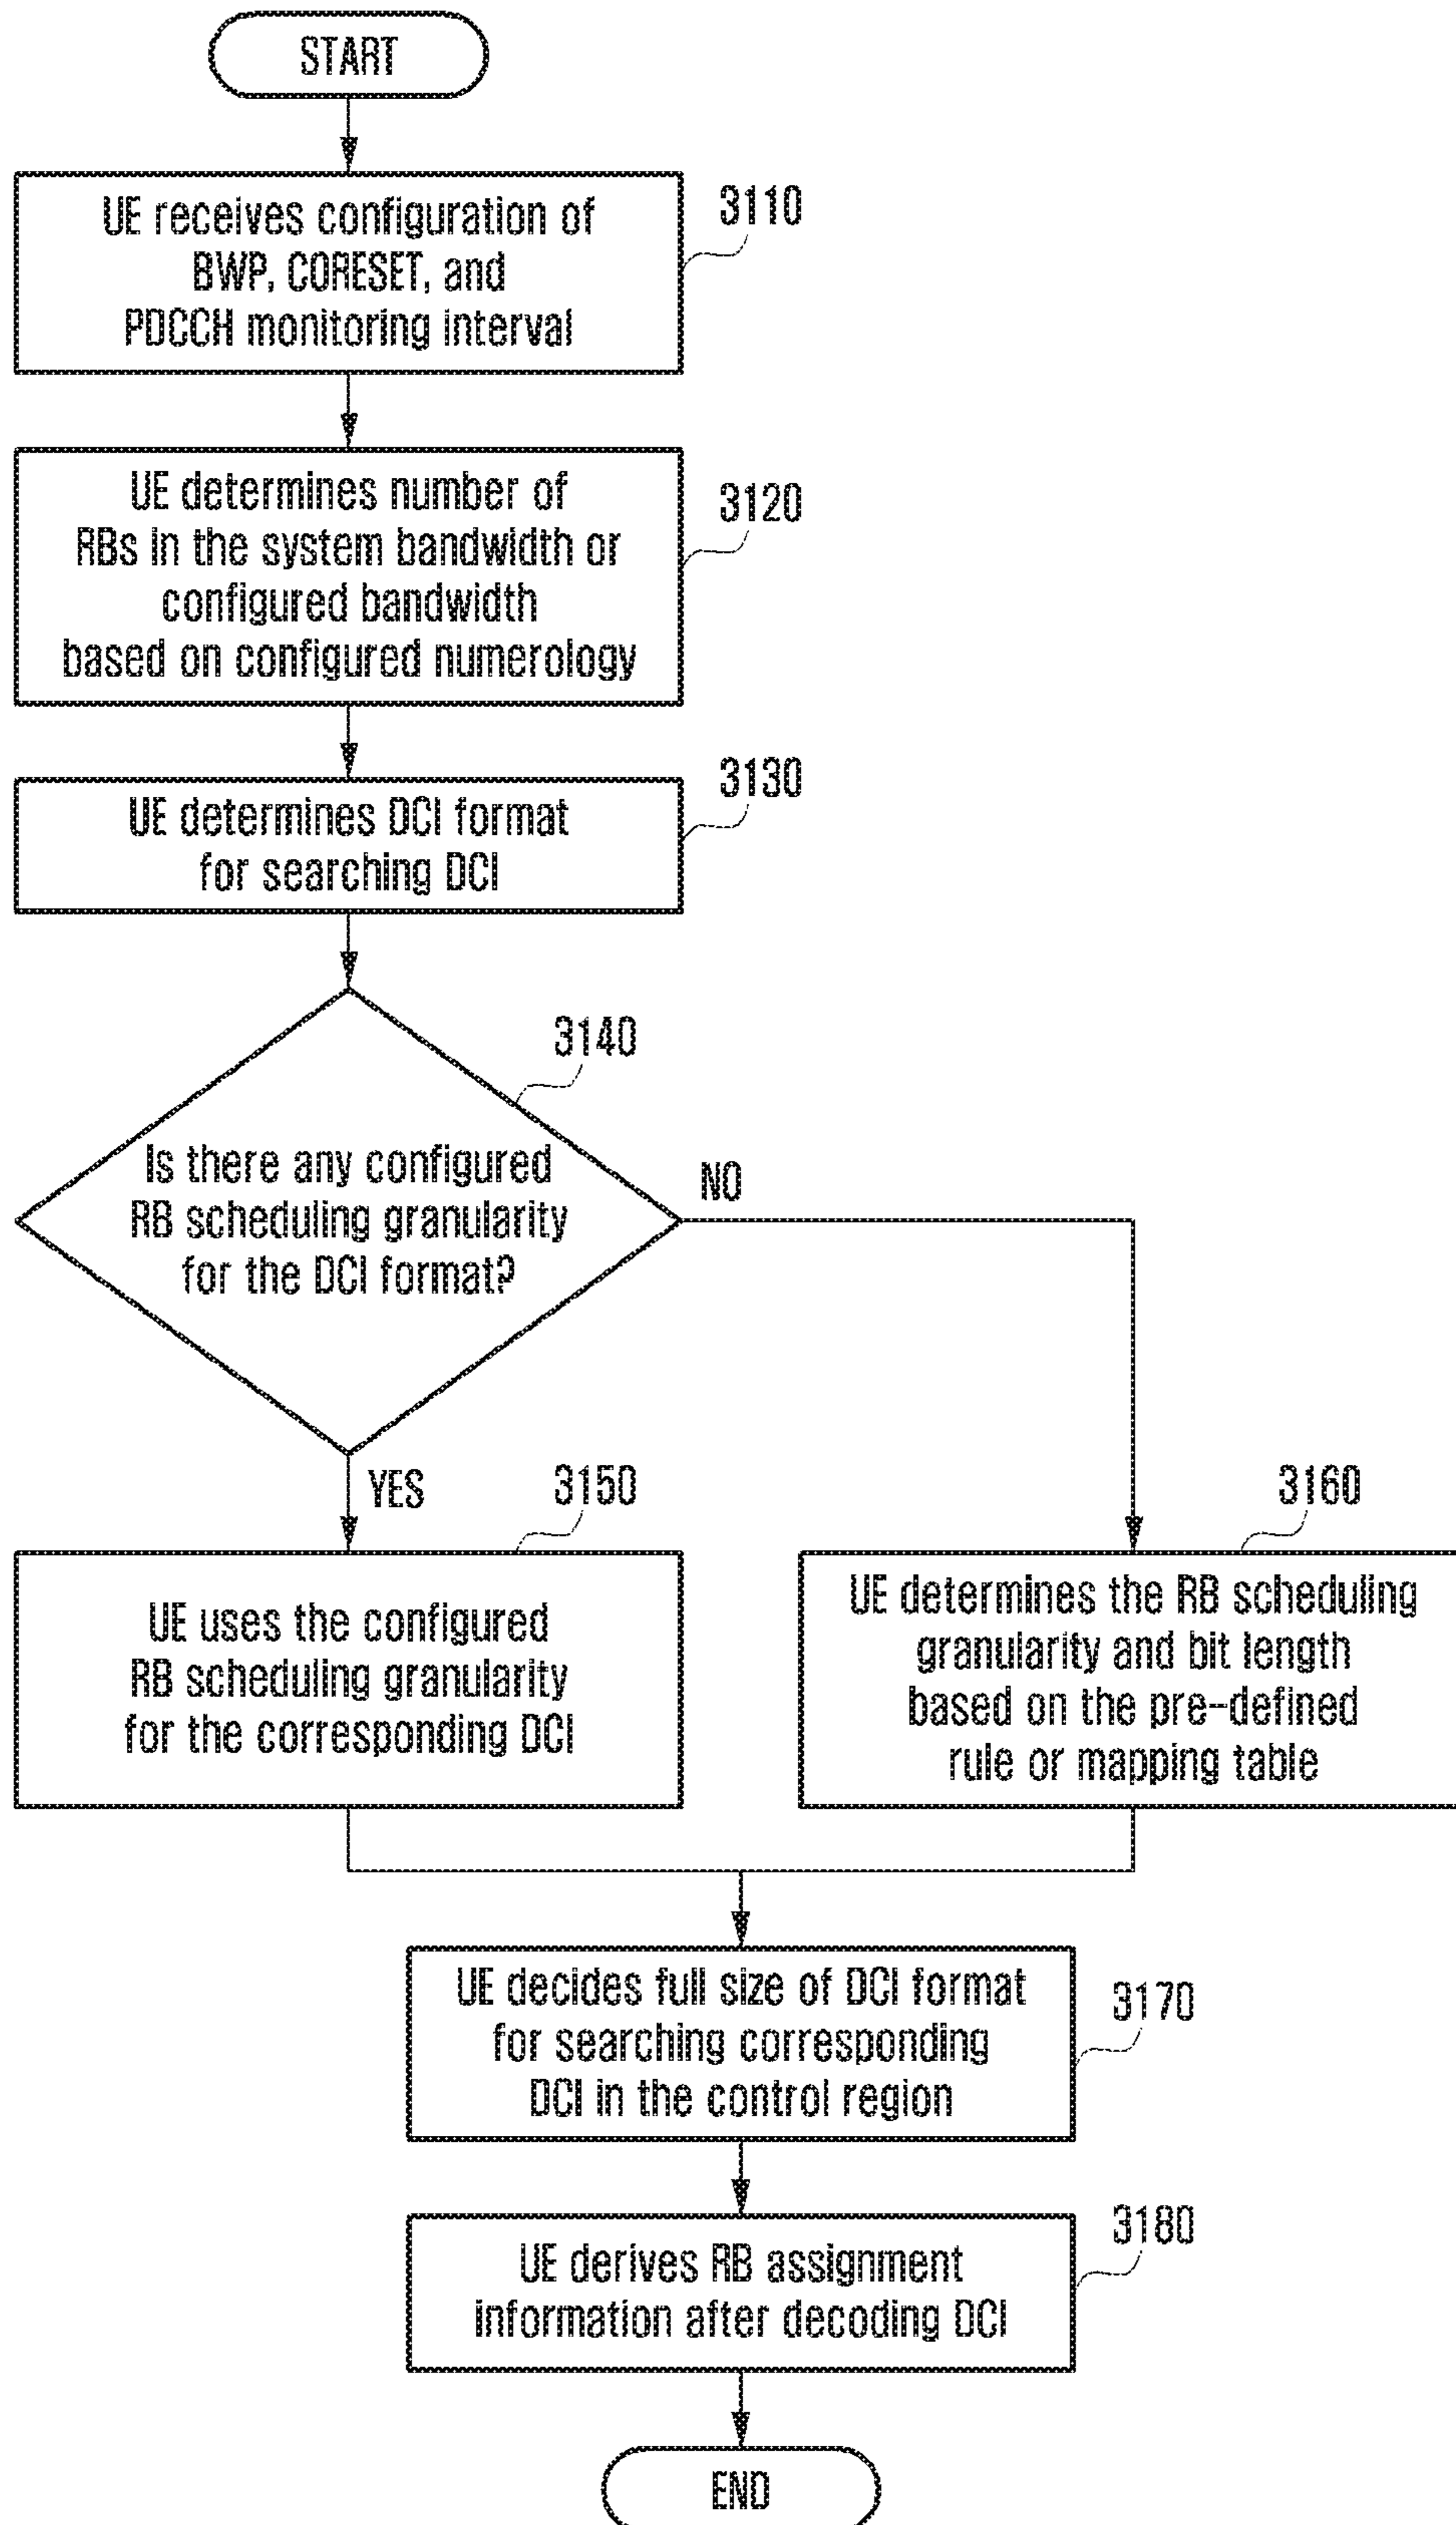 START
UE receives configuration of
BWP, CORESET, and
PDCCH monitoring interval
3110
UE determines number of
RBs in the system bandwidth or
configured bandwidth
based on configured numerology
3120
UE determines DCI format
for searching DCI
3130
Is there any configured
RB scheduling granularity
for the DCI format?
3140
NO
YES
UE uses the configured
RB scheduling granularity
for the corresponding DCI
3150
UE determines the RB scheduling
granularity and bit length
based on the pre-defined
rule or mapping table
3160
UE decides full size of DCI format
for searching corresponding
DCI in the control region
3170
UE derives RB assignment
information after decoding DCI
3180
END